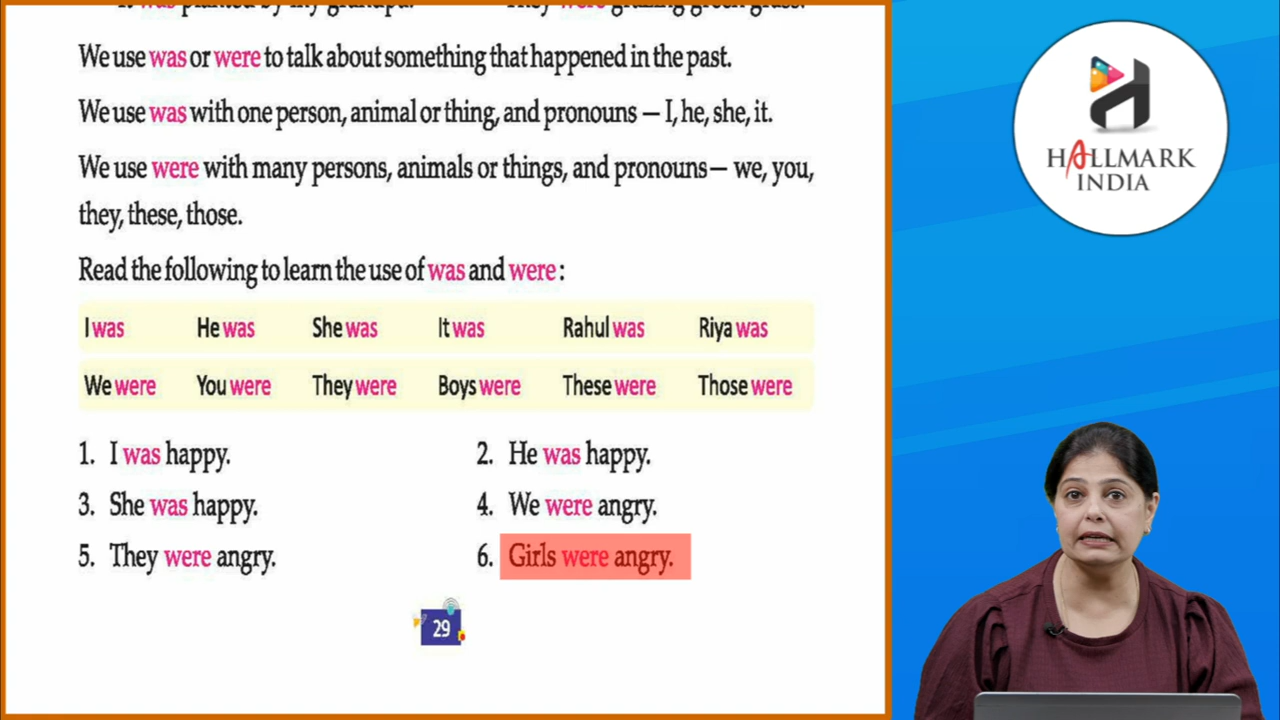 They were grazing green grass.
We use was or were to talk about something that happened in the past.
We use was with one person, animal or thing, and pronouns — I, he, she, it.
We use were with many persons, animals or things, and pronouns— we, you,
they, these, those.
Read the following to learn the use of was and were :
I was He was She was It was Rahul was Riya was
We were You were They were Boys were These were Those were
1. I was happy. 2. He was happy.
3. She was happy. 4. We were angry.
5. They were angry. 6. Girls were angry.
29
HALLMARK
INDIA